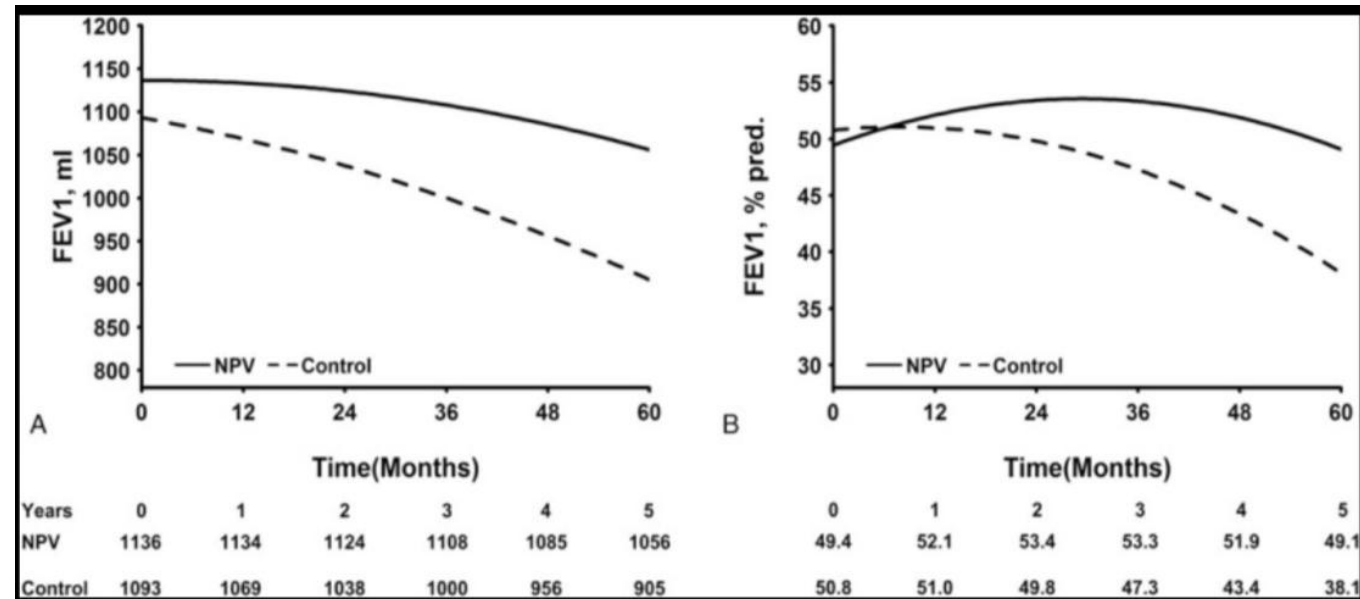 FEV1, ml
1200
1150
1100
1050
1000
950
900
850
800
NPV Control
0 12 24 36 48 60
A
Time(Months)
FEV1, % pred.
60
55
50
45
40
35
30
NPV Control
0 12 24 36 48 60
B
Time(Months)
Years 0 1 2 3 4 5 0 1 2 3 4 5
NPV 1136 1134 1124 1108 1085 1056 49.4 52.1 53.4 53.3 51.9 49.1
Control 1093 1069 1038 1000 956 905 50.8 51.0 49.8 47.3 43.4 38.1